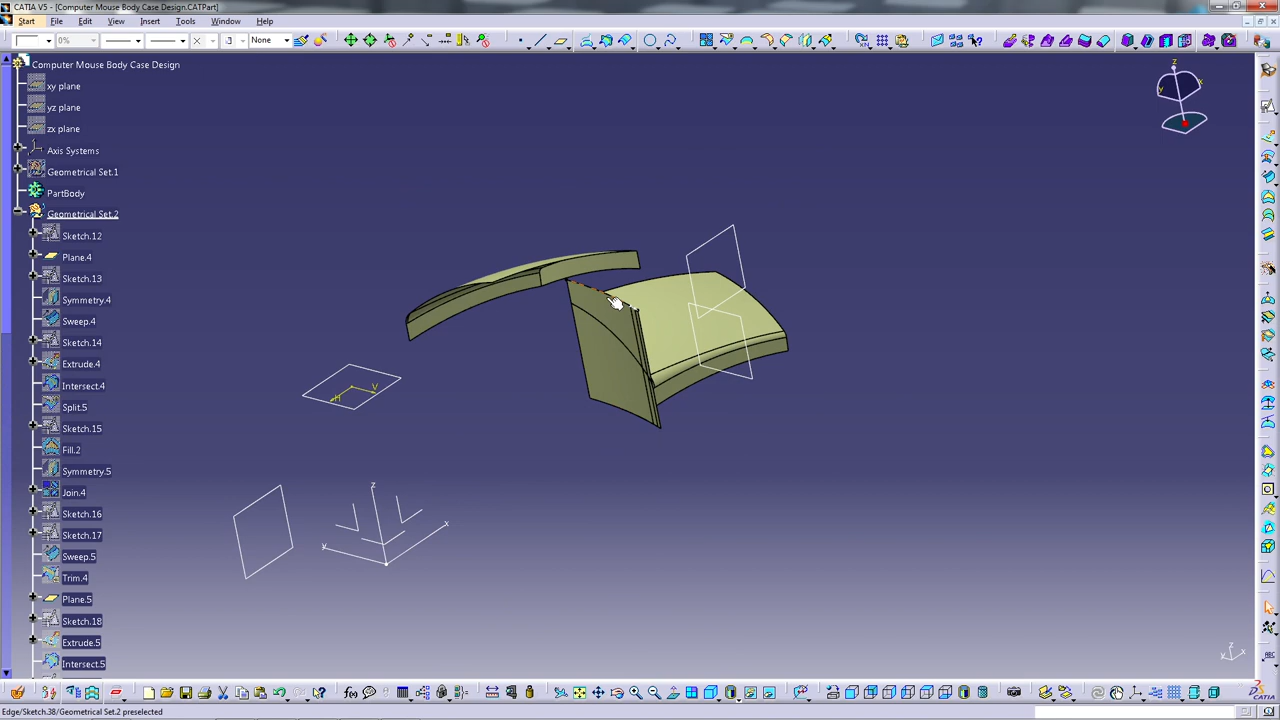 CATIA V5 - [Computer Mouse Body Case Design.CATPart]
Start File Edit View Insert Tools Window Help
0% None
Computer Mouse Body Case Design
xy plane
yz plane
zx plane
Axis Systems
Geometrical Set.1
PartBody
Geometrical Set.2
Sketch.12
Plane.4
Sketch.13
Symmetry.4
Sweep.4
Sketch.14
Extrude.4
Intersect.4
Split.5
Sketch.15
Fill.2
Symmetry.5
Join.4
Sketch.16
Sketch.17
Sweep.5
Trim.4
Plane.5
Sketch.18
Extrude.5
Intersect.5
H V
z
x
y
z
x
y
Edge/Sketch.38/Geometrical Set.2 preselected
CATIA